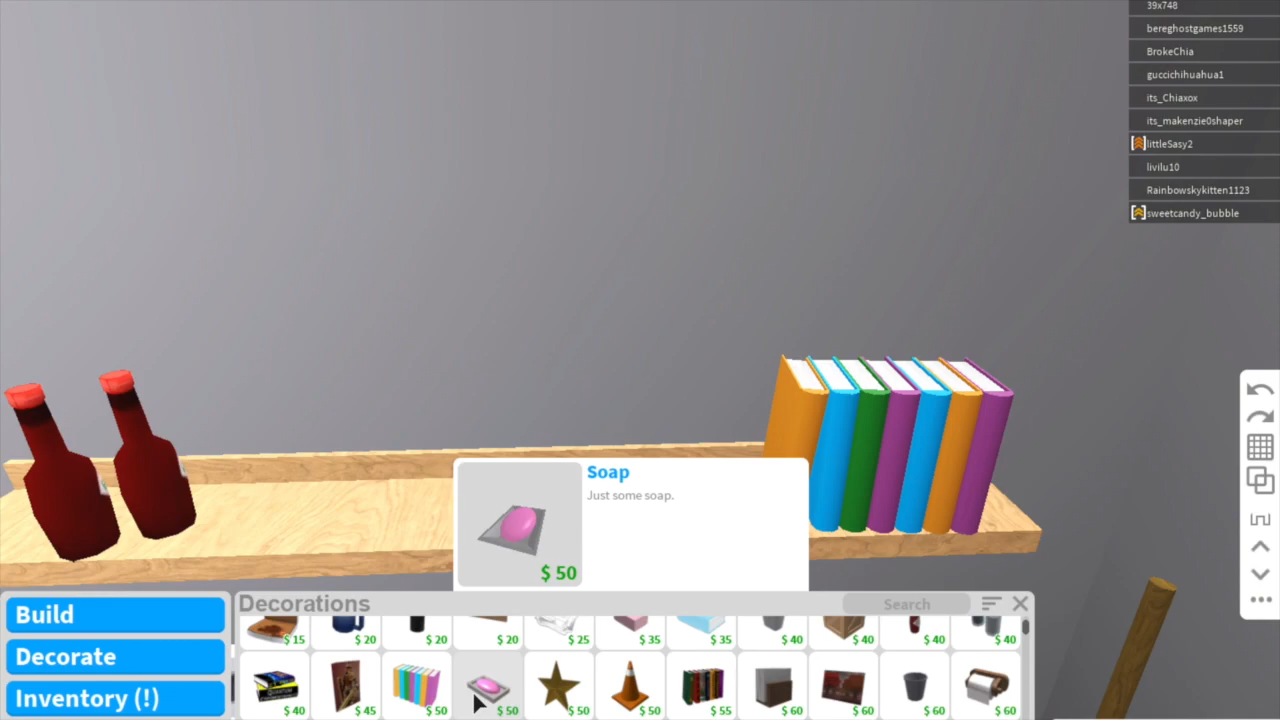 39x748
bereghostgames1559
BrokeChia
guccichihuahua1
its_Chiaxox
its_makenzie0shaper
littleSasy2
livilu10
Rainbowskykitten1123
sweetcandy_bubble
Soap
Just some soap.
$ 50
Build
Decorate
Inventory (!)
Decorations
Search
$ 15 $ 20 $ 20 $ 20 $ 25 $ 35 $ 35 $ 40 $ 40 $ 40 $ 40
$ 40 $ 45 $ 50 $ 50 $ 50 $ 50 $ 55 $ 60 $ 60 $ 60 $ 60